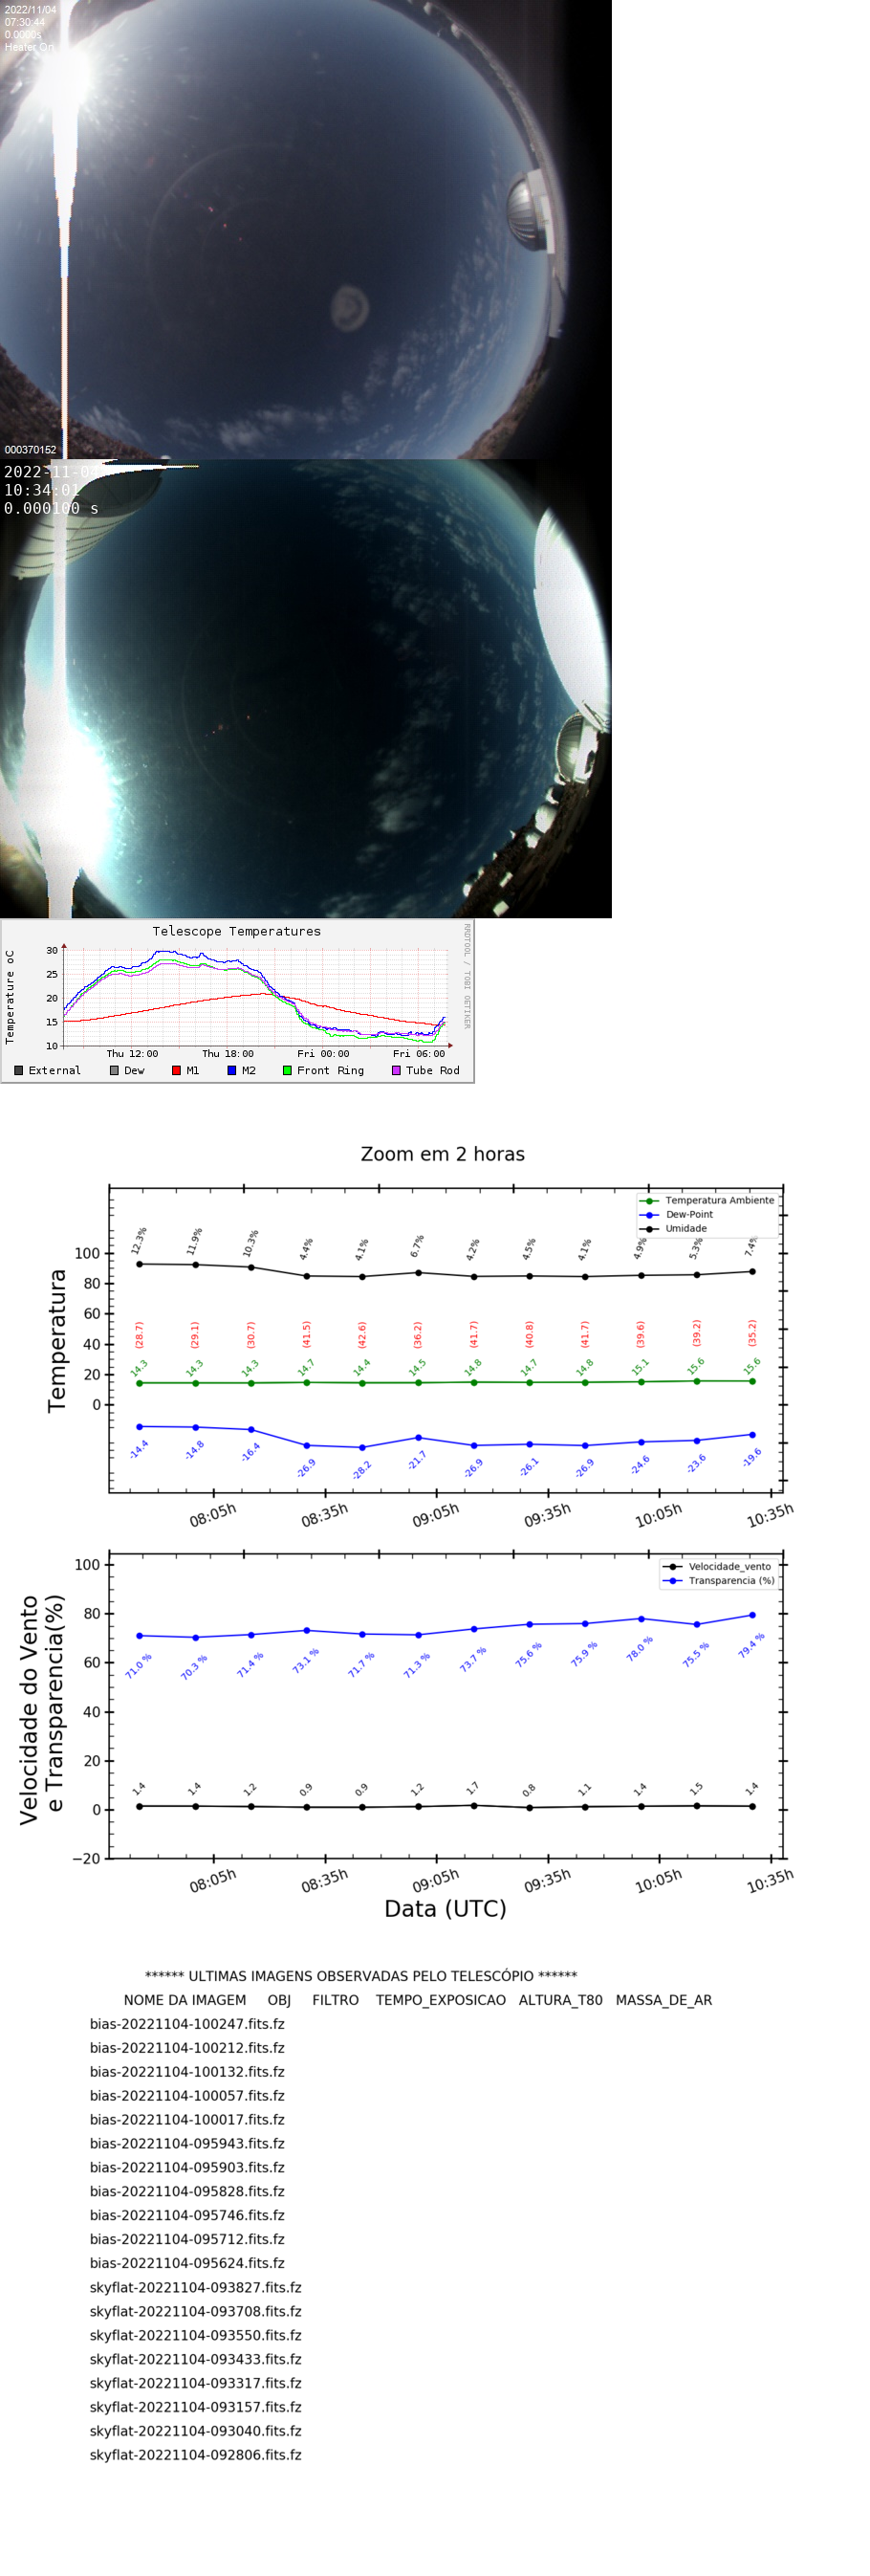 2022/11/04
07:30:44
0.0000s
Heater On
000370152
2022-11-04
10:34:01
0.000100 s
Telescope Temperatures
RRDTOOL / TOBI OETIKER
Temperature oC
30
25
20
15
10
Thu 12:00 Thu 18:00 Fri 00:00 Fri 06:00
External Dew M1 M2 Front Ring Tube Rod
Zoom em 2 horas
Temperatura Ambiente
Dew-Point
Umidade
Temperatura
100
80
60
40
20
0
12.3% 11.9% 10.3% 4.4% 4.1% 6.7% 4.2% 4.5% 4.1% 4.9% 5.3% 7.4%
(28.7) (29.1) (30.7) (41.5) (42.6) (36.2) (41.7) (40.8) (41.7) (39.6) (39.2) (35.2)
14.3 14.3 14.3 14.7 14.4 14.5 14.8 14.7 14.8 15.1 15.6 15.6
-14.4 -14.8 -16.4 -26.9 -28.2 -21.7 -26.9 -26.1 -26.9 -24.6 -23.6 -19.6
08:05h 08:35h 09:05h 09:35h 10:05h 10:35h
Velocidade_vento
Transparencia (%)
Velocidade do Vento
e Transparencia(%)
100
80
60
40
20
0
−20
71.0 % 70.3 % 71.4 % 73.1 % 71.7 % 71.3 % 73.7 % 75.6 % 75.9 % 78.0 % 75.5 % 79.4 %
1.4 1.4 1.2 0.9 0.9 1.2 1.7 0.8 1.1 1.4 1.5 1.4
08:05h 08:35h 09:05h 09:35h 10:05h 10:35h
Data (UTC)
****** ULTIMAS IMAGENS OBSERVADAS PELO TELESCÓPIO ******
NOME DA IMAGEM OBJ FILTRO TEMPO_EXPOSICAO ALTURA_T80 MASSA_DE_AR
bias-20221104-100247.fits.fz
bias-20221104-100212.fits.fz
bias-20221104-100132.fits.fz
bias-20221104-100057.fits.fz
bias-20221104-100017.fits.fz
bias-20221104-095943.fits.fz
bias-20221104-095903.fits.fz
bias-20221104-095828.fits.fz
bias-20221104-095746.fits.fz
bias-20221104-095712.fits.fz
bias-20221104-095624.fits.fz
skyflat-20221104-093827.fits.fz
skyflat-20221104-093708.fits.fz
skyflat-20221104-093550.fits.fz
skyflat-20221104-093433.fits.fz
skyflat-20221104-093317.fits.fz
skyflat-20221104-093157.fits.fz
skyflat-20221104-093040.fits.fz
skyflat-20221104-092806.fits.fz